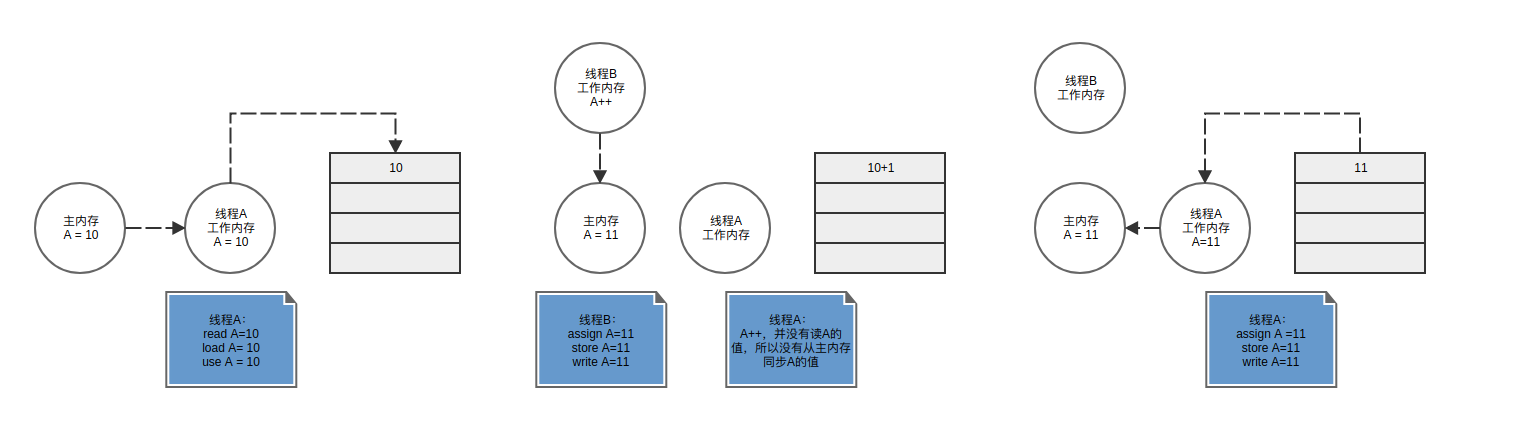 主内存
A = 10
线程A
工作内存
A = 10
10
线程A：
read A=10
load A= 10
use A = 10
线程B
工作内存
A++
主内存
A = 11
线程A
工作内存
10+1
线程B：
assign A=11
store A=11
write A=11
线程A：
A++，并没有读A的
值，所以没有从主内存
同步A的值
线程B
工作内存
主内存
A = 11
线程A
工作内存
A=11
11
线程A：
assign A =11
store A=11
write A=11